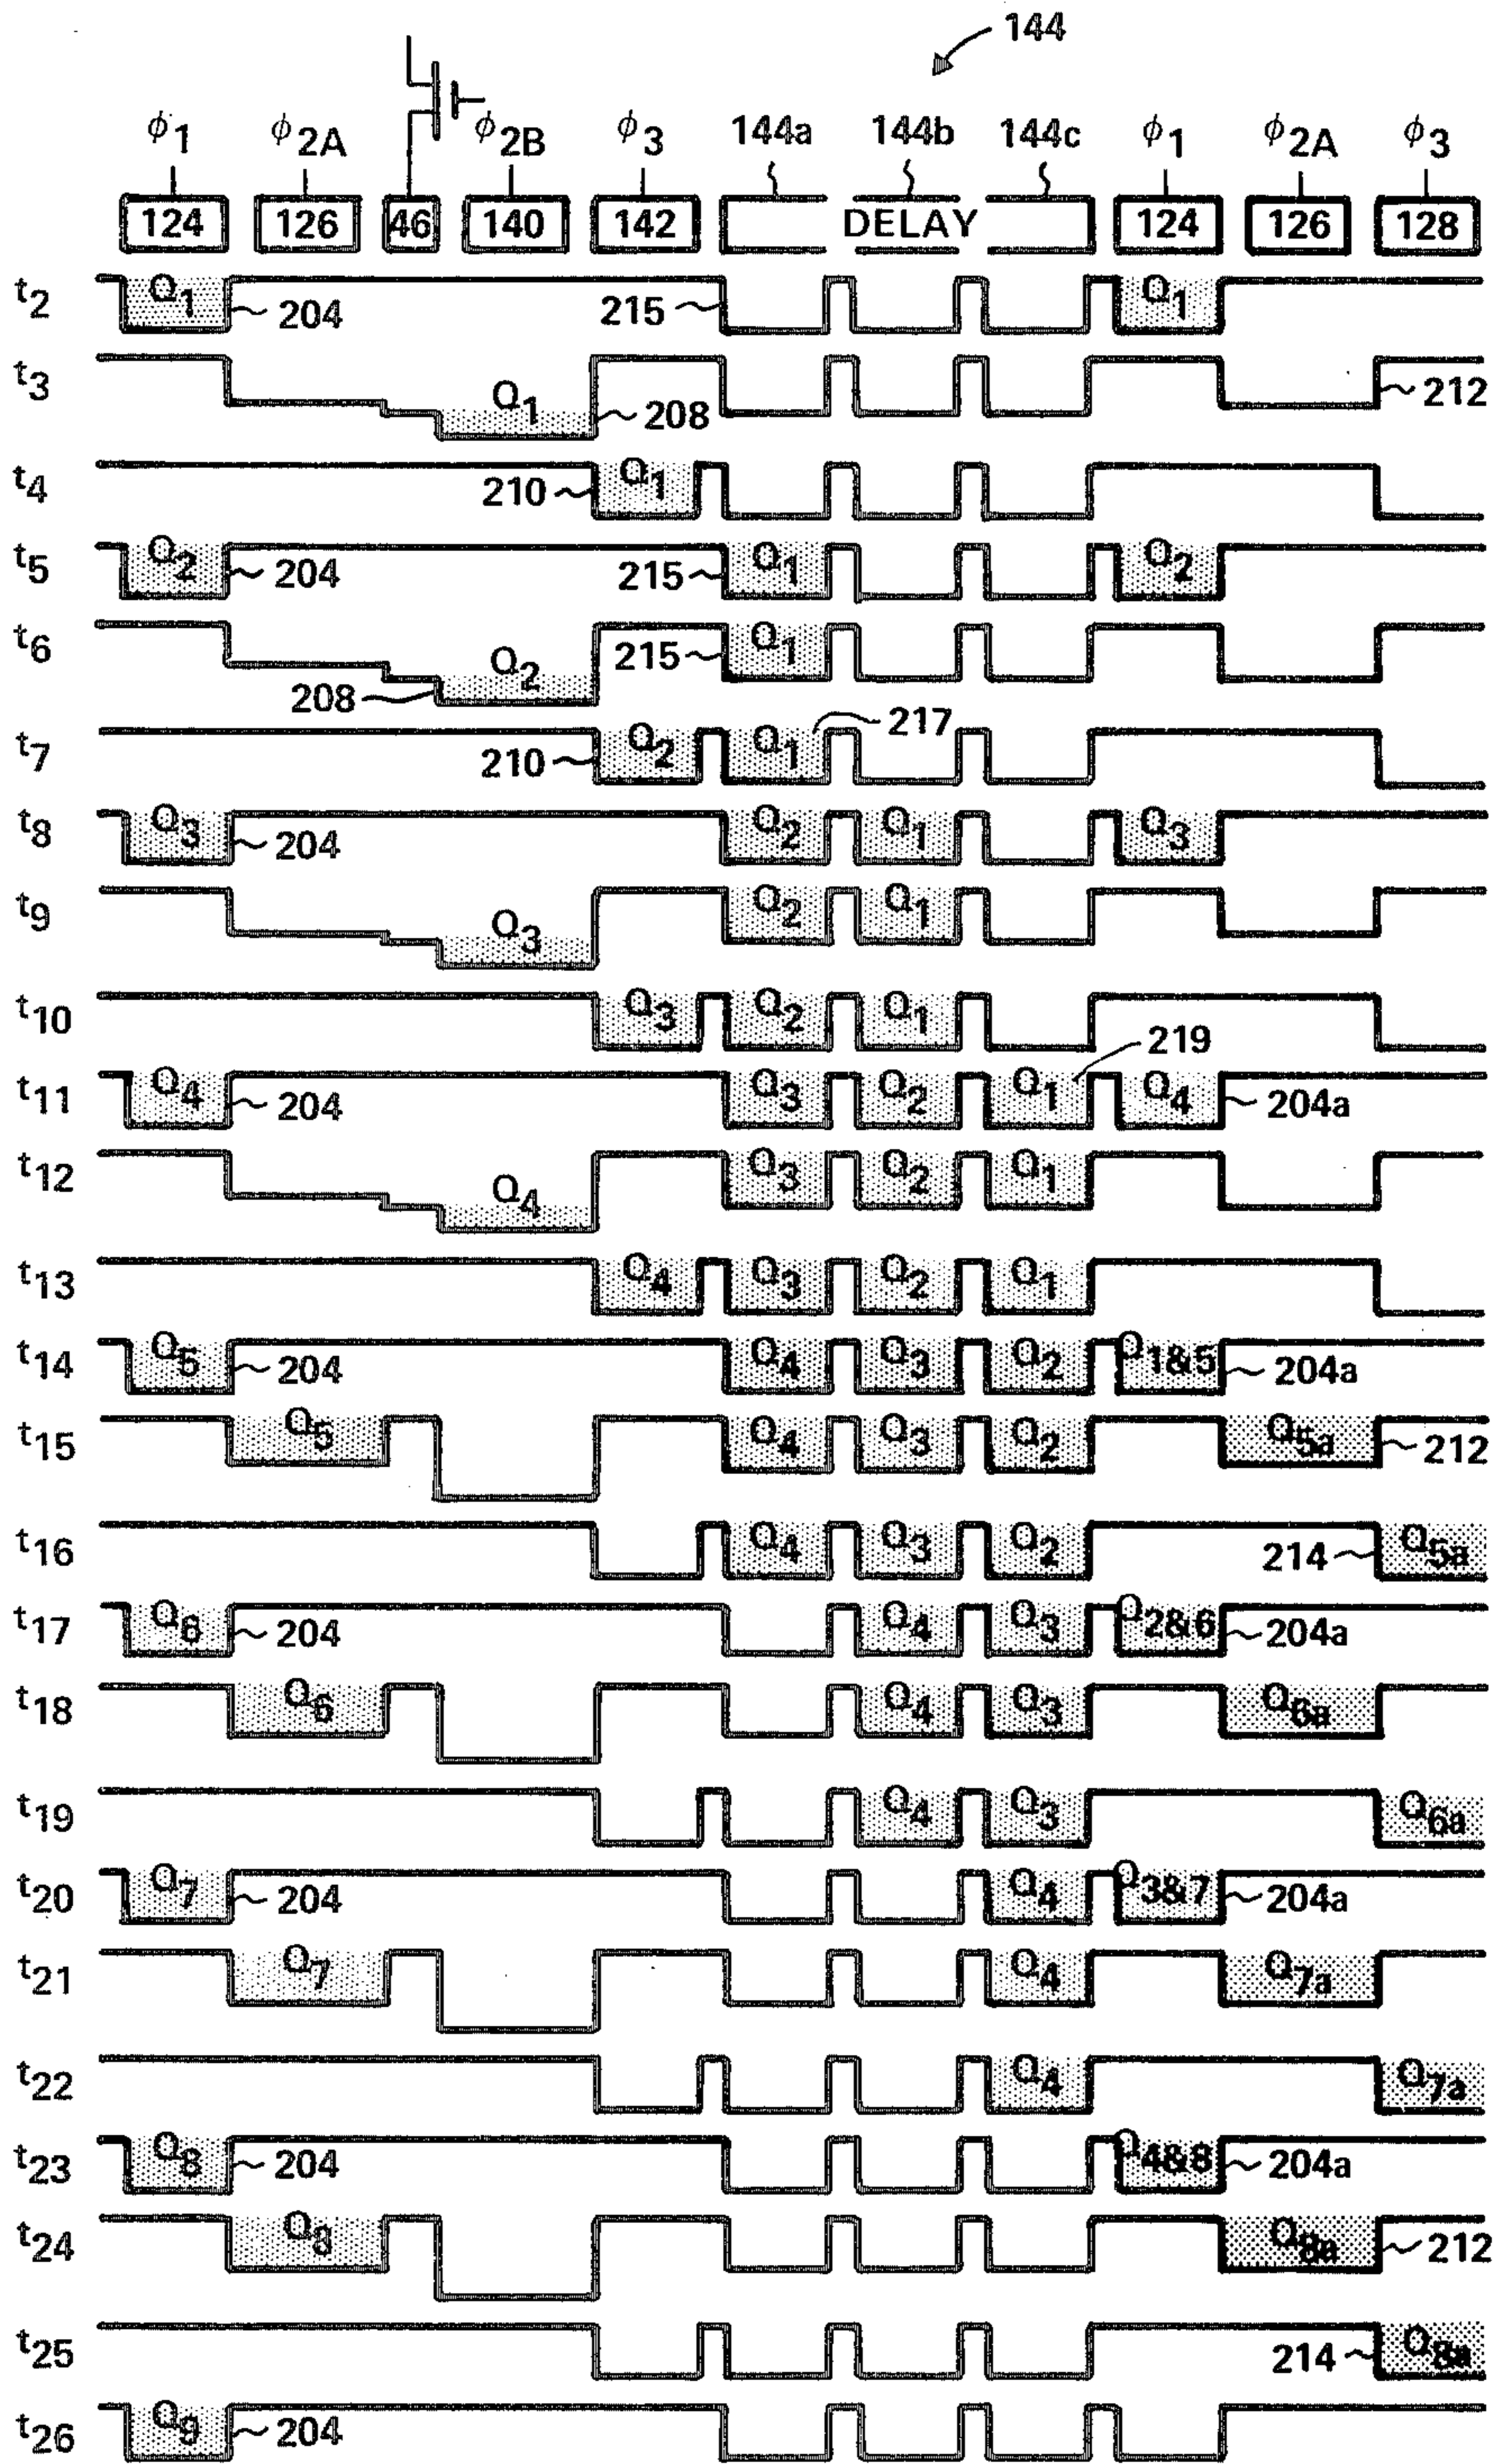 144
ϕ1 ϕ2A ϕ2B ϕ3 144a 144b 144c ϕ1 ϕ2A ϕ3
124 126 46 140 142 DELAY 124 126 128
t2 Q1 204 215 Q1
t3 Q1 208 212
t4 210 Q1
t5 Q2 204 215 Q1 Q2
t6 208 Q2 215 Q1
t7 210 Q2 Q1 217
t8 Q3 204 Q2 Q1 Q3
t9 Q3 Q2 Q1
t10 Q3 Q2 Q1
219
t11 Q4 204 Q3 Q2 Q1 Q4 204a
t12 Q4 Q3 Q2 Q1
t13 Q4 Q3 Q2 Q1
t14 Q5 204 Q4 Q3 Q2 Q1&5 204a
t15 Q5 Q4 Q3 Q2 Q5a 212
t16 Q4 Q3 Q2 214 Q5a
t17 Q6 204 Q4 Q3 Q2&6 204a
t18 Q6 Q4 Q3 Q6a
t19 Q4 Q3 Q6a
t20 Q7 204 Q4 Q3&7 204a
t21 Q7 Q4 Q7a
t22 Q4 Q7a
t23 Q8 204 Q4&8 204a
t24 Q8 Q8a 212
t25 214 Q8a
t26 Q9 204